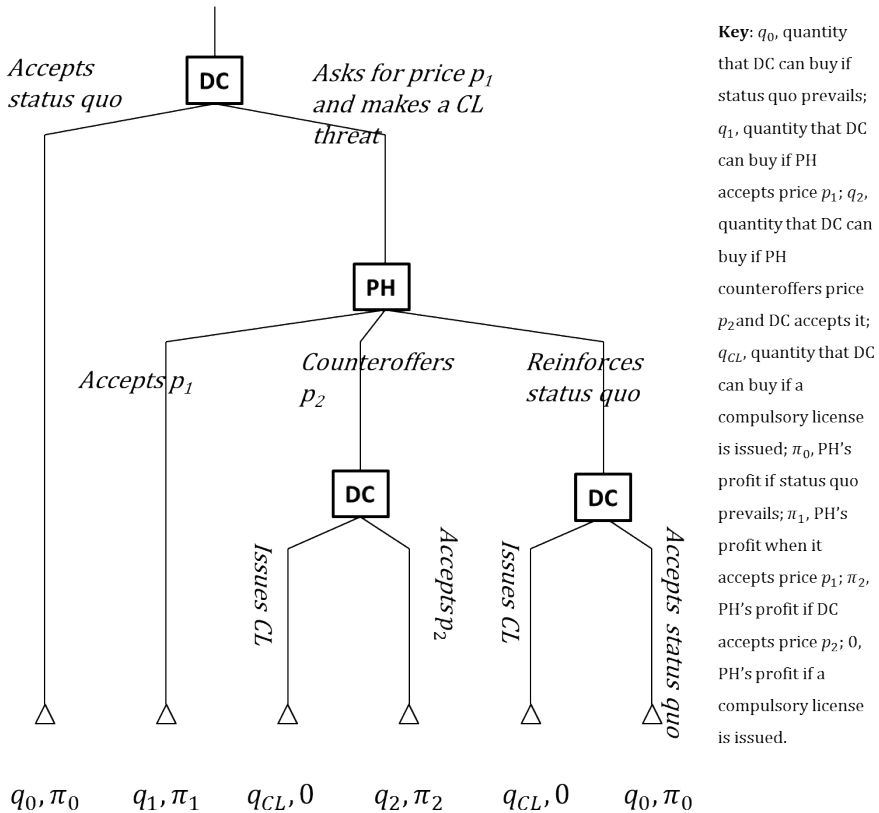 Accepts
status quo
DC
Asks for price p₁
and makes a CL
threat
PH
Accepts p₁
Counteroffers
p₂
Reinforces
status quo
DC
DC
Issues CL
Accepts p₂
Issues CL
Accepts status quo
q₀, π₀
q₁, π₁
q_CL, 0
q₂, π₂
q_CL, 0
q₀, π₀
Key: q₀, quantity
that DC can buy if
status quo prevails;
q₁, quantity that DC
can buy if PH
accepts price p₁; q₂,
quantity that DC can
buy if PH
counteroffers price
p₂ and DC accepts it;
q_CL, quantity that DC
can buy if a
compulsory license
is issued; π₀, PH’s
profit if status quo
prevails; π₁, PH’s
profit when it
accepts price p₁; π₂,
PH’s profit if DC
accepts price p₂; 0,
PH’s profit if a
compulsory license
is issued.